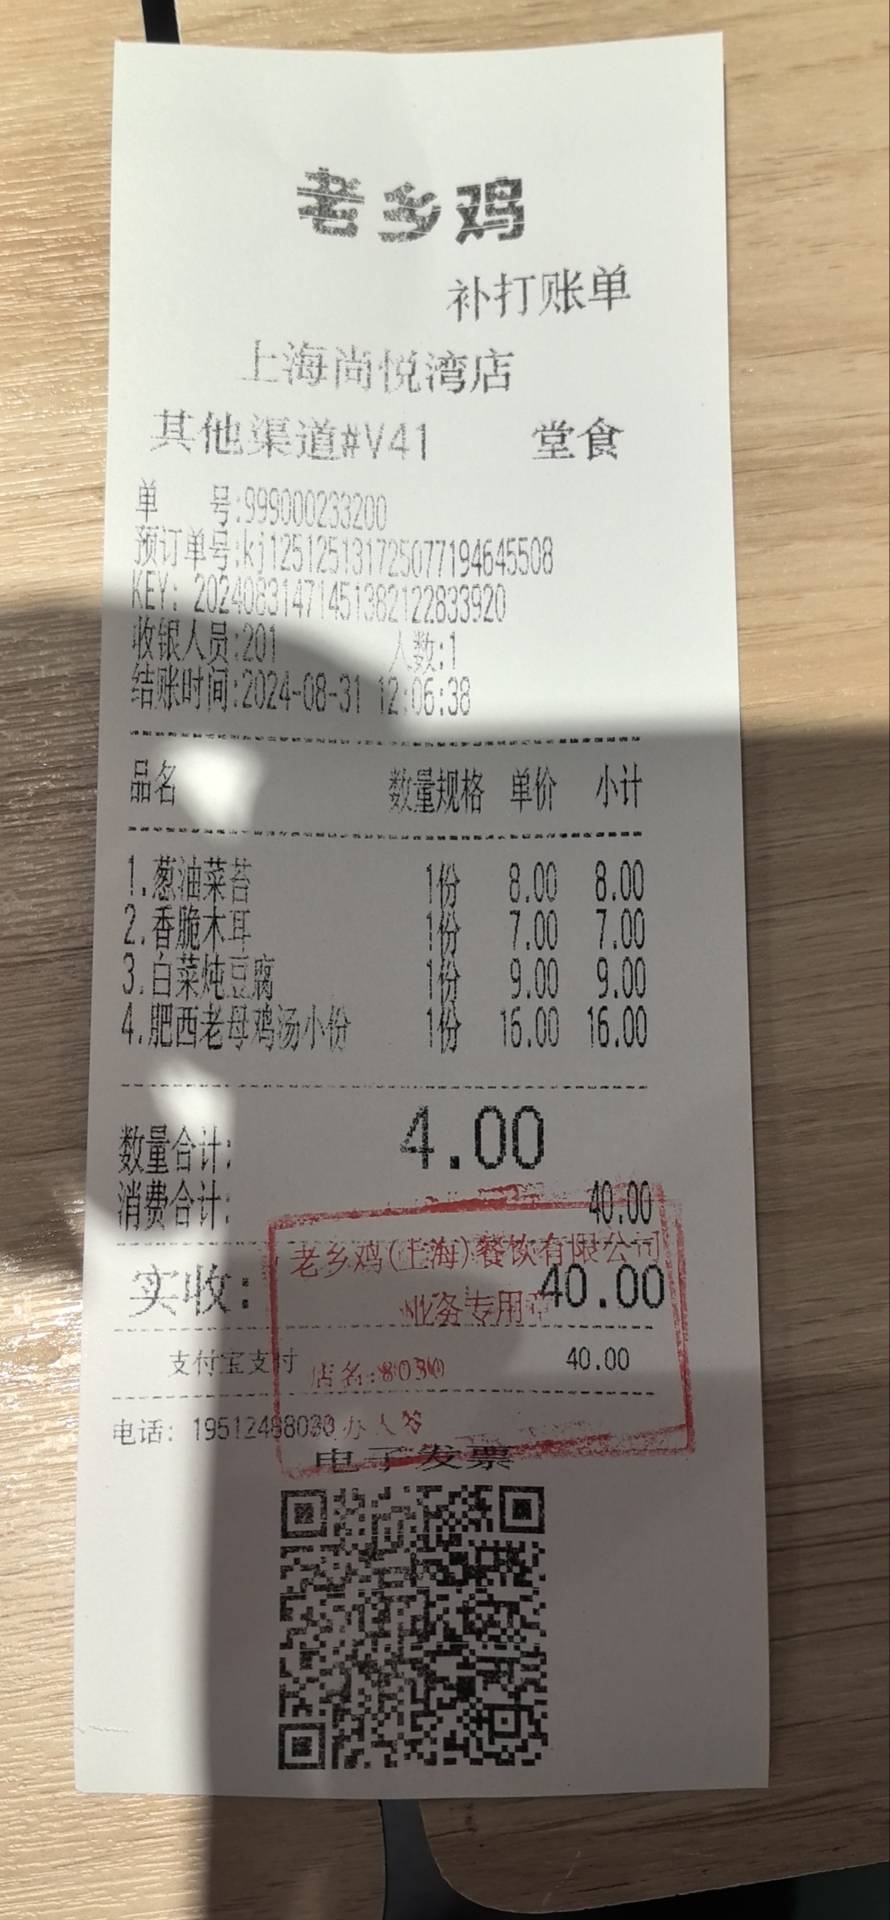 老乡鸡
补打账单
上海尚悦湾店
其他渠道#V41 堂食
单 号:999000233200
预订单号:kj125125131725077194645508
KEY: 20240831471451382122833920
收银人员:201 人数:1
结账时间:2024-08-31 12:06:38
品名 数量规格 单价 小计
1.葱油菜苔 1份 8.00 8.00
2.香脆木耳 1份 7.00 7.00
3.白菜炖豆腐 1份 9.00 9.00
4.肥西老母鸡汤小份 1份 16.00 16.00
数量合计: 4.00
消费合计: 40.00
老乡鸡(上海)餐饮有限公司
实收: 40.00
业务专用章
支付宝支付 40.00
店名:8030
电话: 19512488030
电子发票